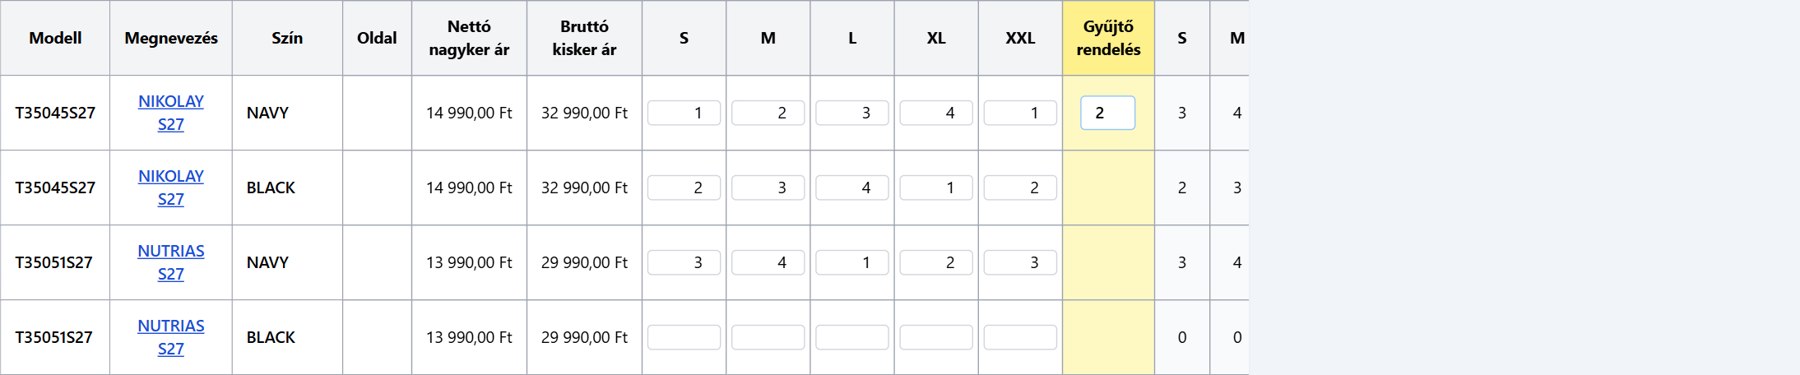 Modell Megnevezés Szín Oldal Nettó nagyker ár Bruttó kisker ár S M L XL XXL Gyűjtő rendelés S M
T35045S27 NIKOLAY S27 NAVY 14 990,00 Ft 32 990,00 Ft 1 2 3 4 1 2 3 4
T35045S27 NIKOLAY S27 BLACK 14 990,00 Ft 32 990,00 Ft 2 3 4 1 2 2 3
T35051S27 NUTRIAS S27 NAVY 13 990,00 Ft 29 990,00 Ft 3 4 1 2 3 3 4
T35051S27 NUTRIAS S27 BLACK 13 990,00 Ft 29 990,00 Ft 0 0